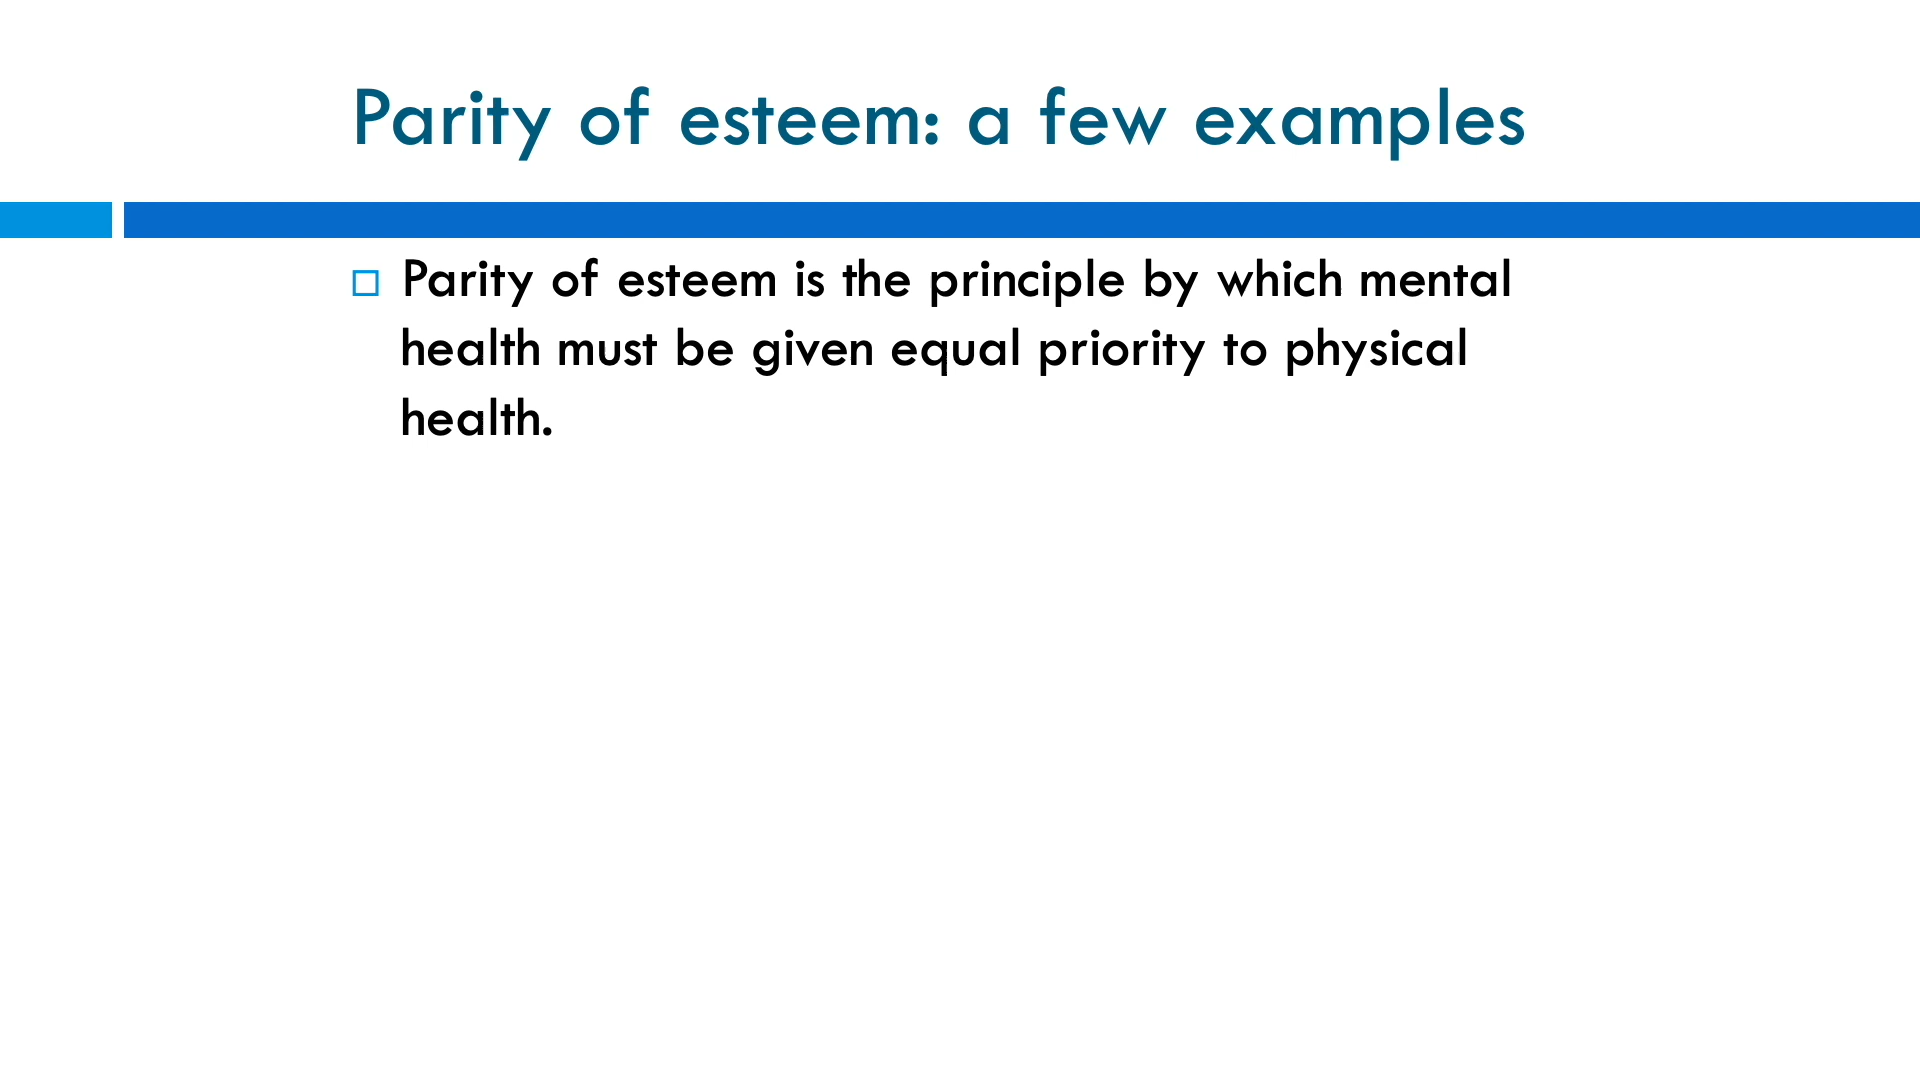 Parity of esteem: a few examples
Parity of esteem is the principle by which mental
health must be given equal priority to physical
health.